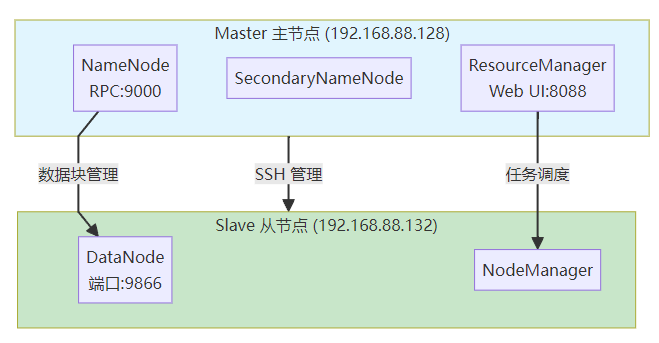 Master 主节点 (192.168.88.128)
NameNode
RPC:9000
SecondaryNameNode
ResourceManager
Web UI:8088
数据块管理
SSH 管理
任务调度
Slave 从节点 (192.168.88.132)
DataNode
端口:9866
NodeManager